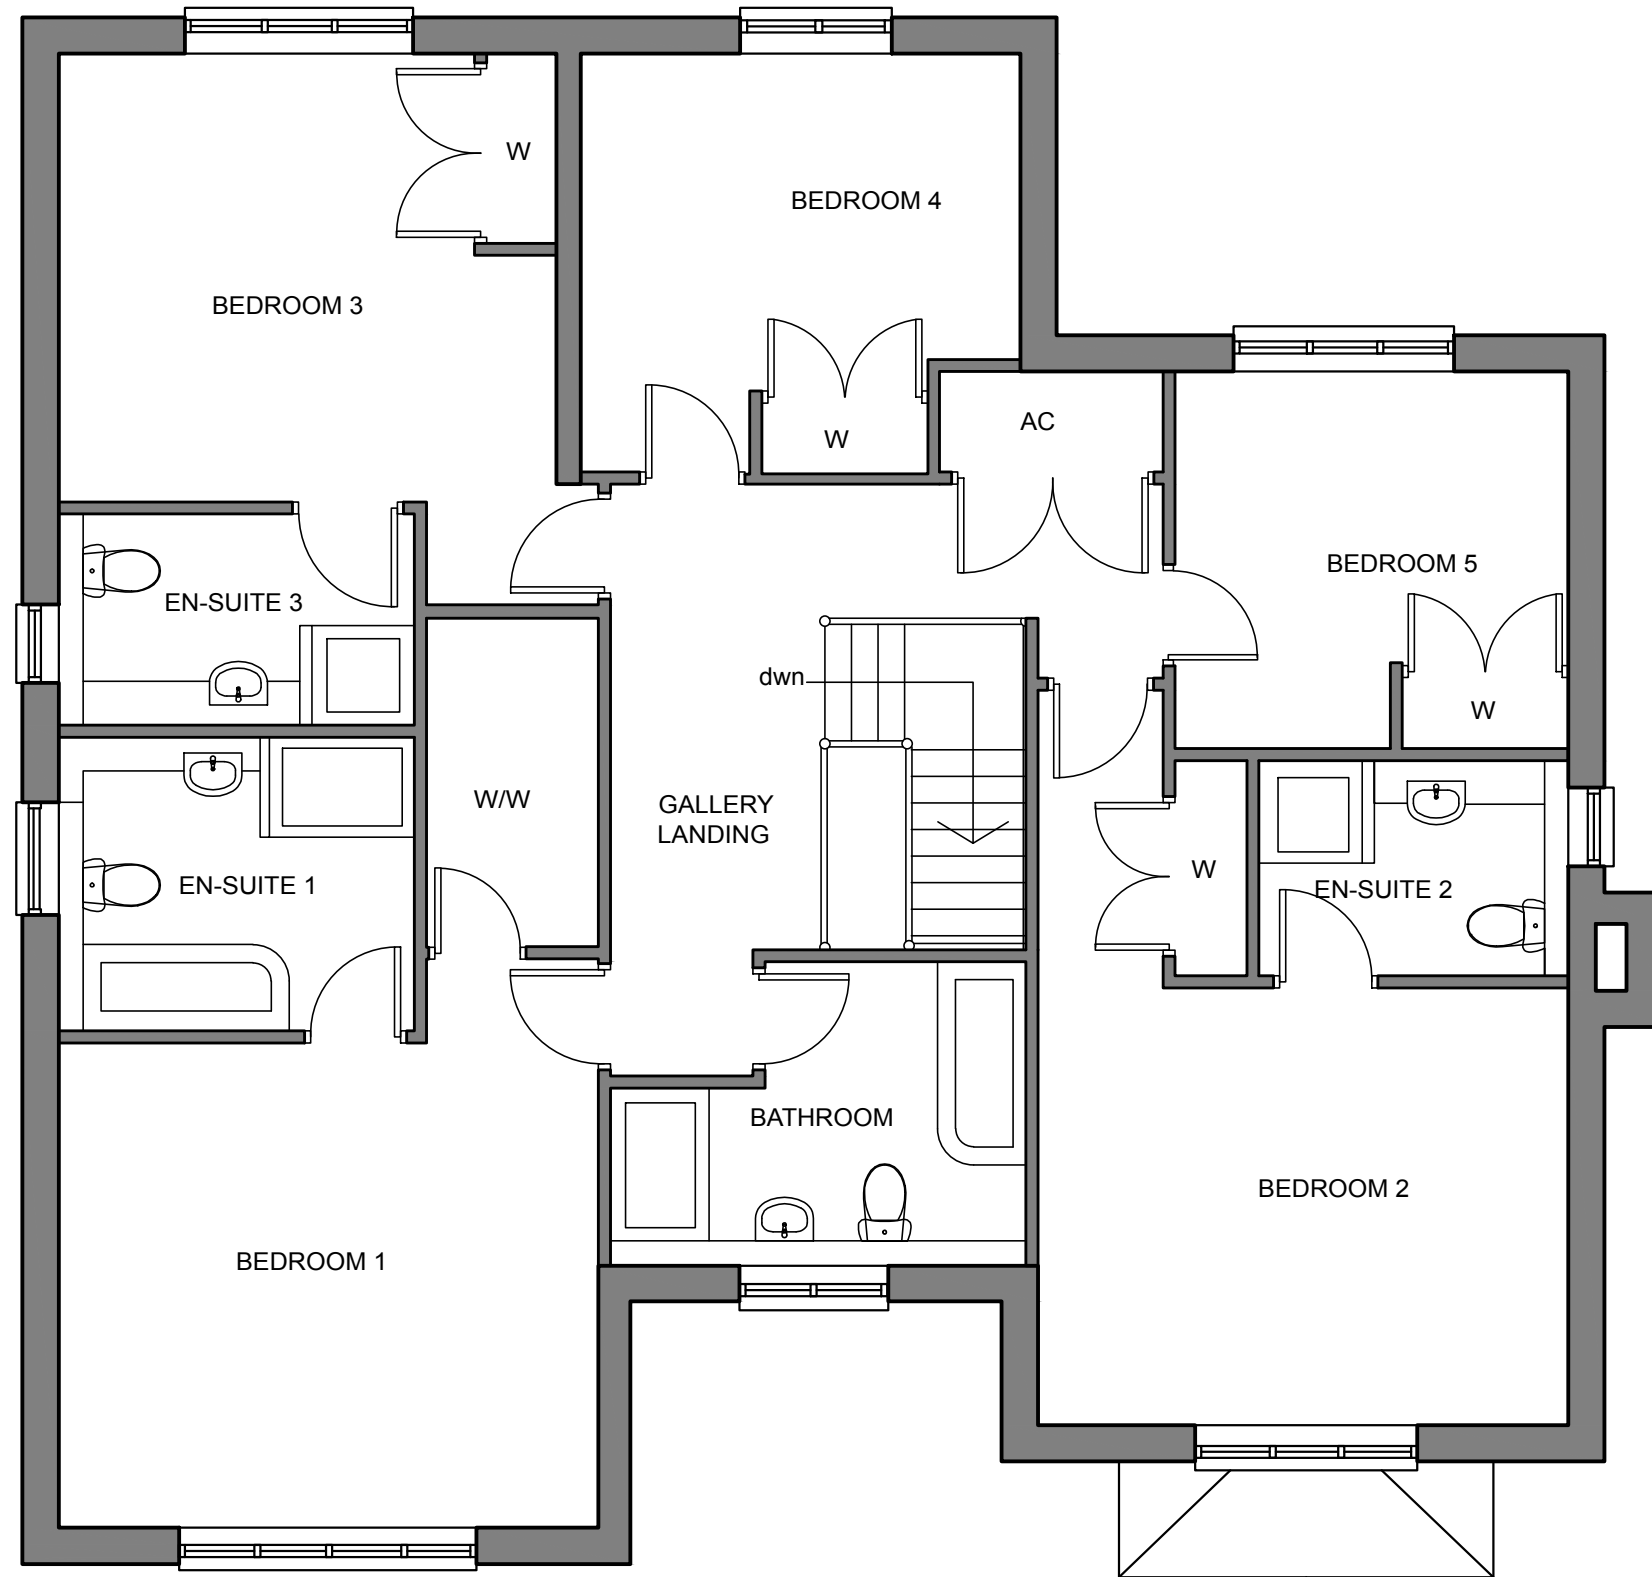 W
BEDROOM 4
BEDROOM 3
AC
W
BEDROOM 5
EN-SUITE 3
dwn
W
W/W
GALLERY
LANDING
W
EN-SUITE 1
EN-SUITE 2
BATHROOM
BEDROOM 2
BEDROOM 1